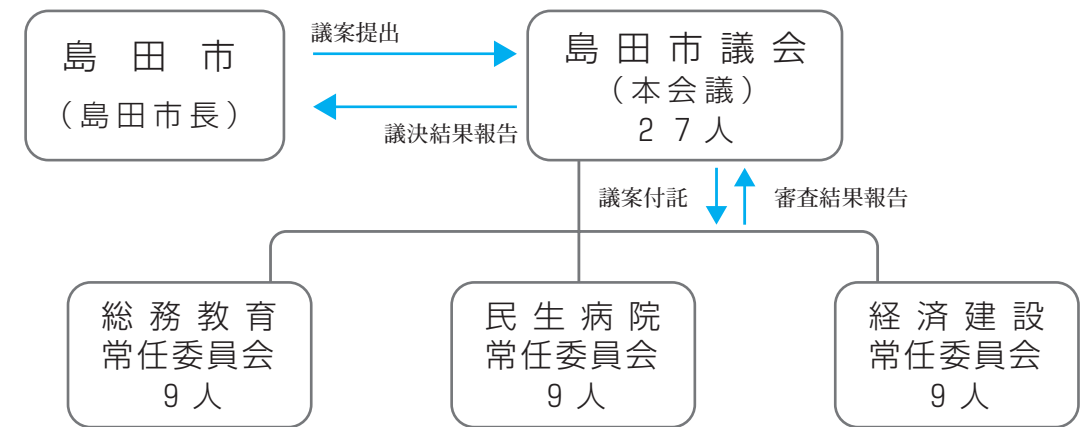 島田市
（島田市長）
議案提出
議決結果報告
島田市議会
（本会議）
２７人
議案付託
審査結果報告
総務教育
常任委員会
９人
民生病院
常任委員会
９人
経済建設
常任委員会
９人